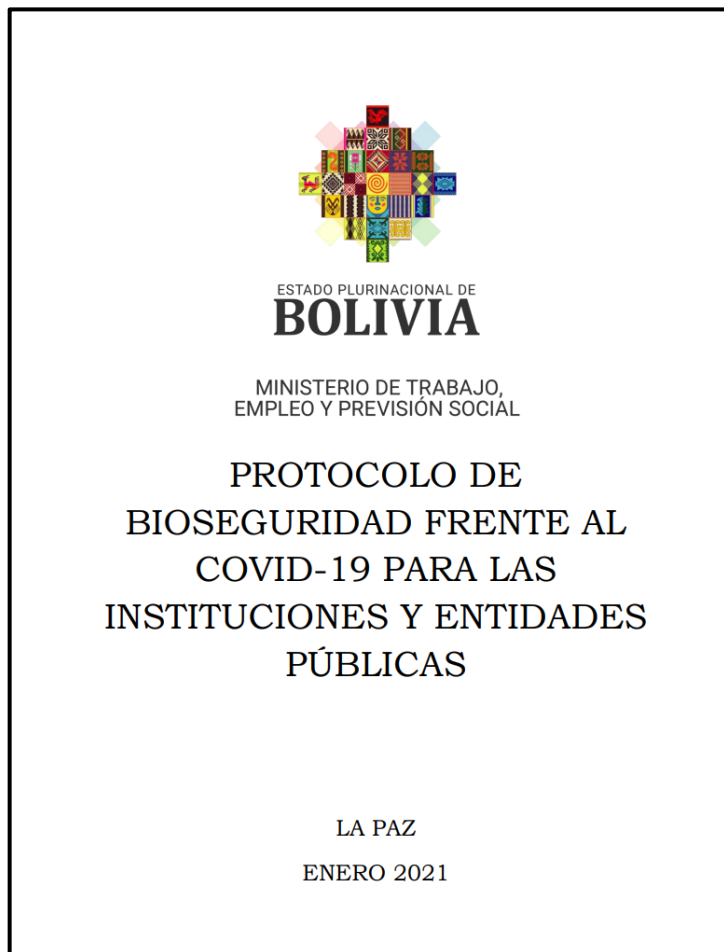 ESTADO PLURINACIONAL DE
BOLIVIA
MINISTERIO DE TRABAJO,
EMPLEO Y PREVISIÓN SOCIAL
PROTOCOLO DE
BIOSEGURIDAD FRENTE AL
COVID-19 PARA LAS
INSTITUCIONES Y ENTIDADES
PÚBLICAS
LA PAZ
ENERO 2021